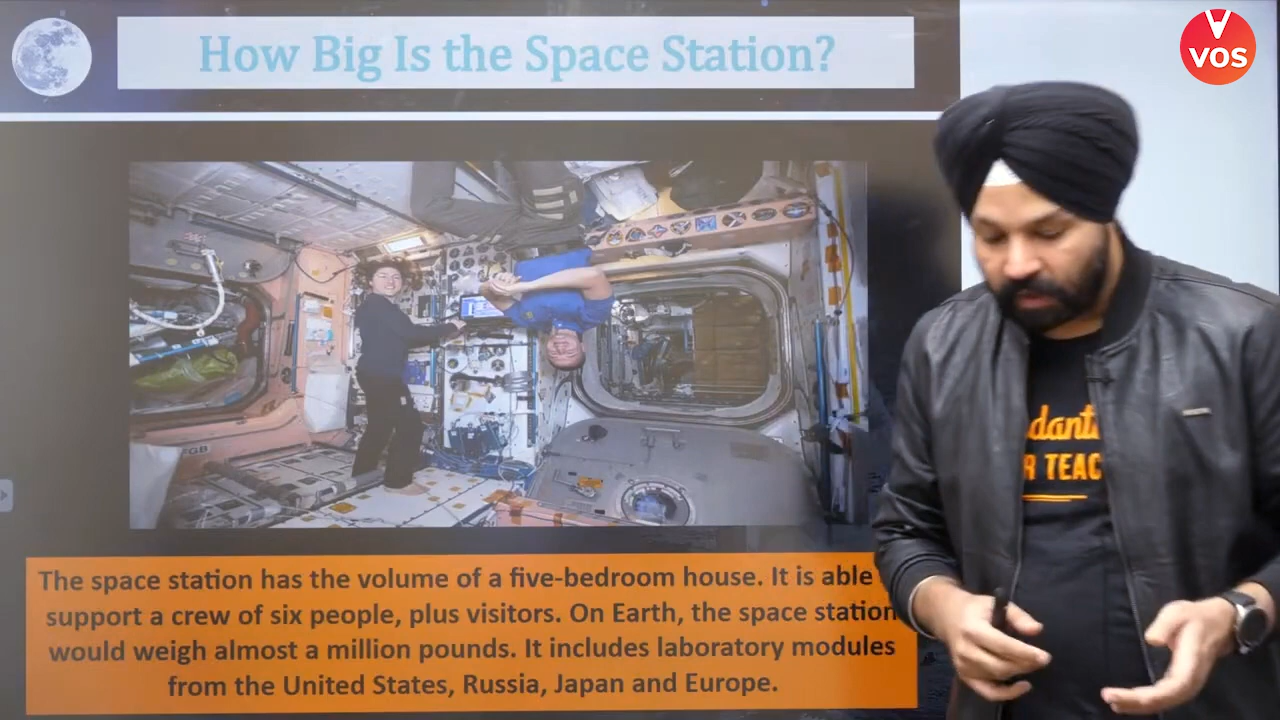 How Big Is the Space Station?
VOS
The space station has the volume of a five-bedroom house. It is able
support a crew of six people, plus visitors. On Earth, the space station
would weigh almost a million pounds. It includes laboratory modules
from the United States, Russia, Japan and Europe.